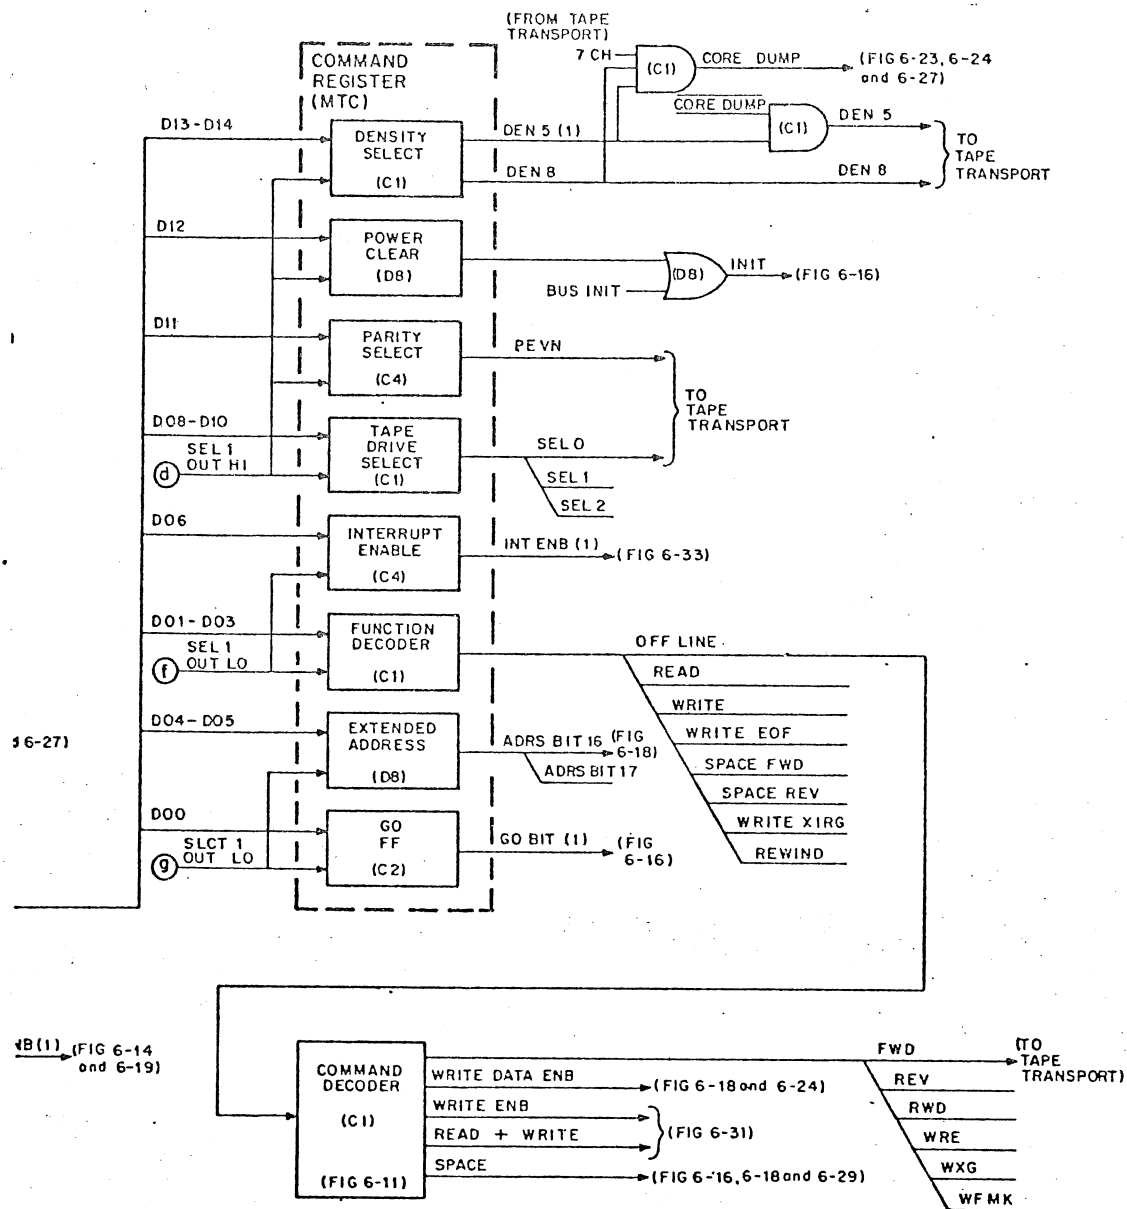 (FROM TAPE
TRANSPORT)
7 CH
(C1)
CORE DUMP
(FIG 6-23, 6-24
and 6-27)
COMMAND
REGISTER
(MTC)
CORE DUMP
(C1)
DEN 5
D13-D14
DENSITY
SELECT
(C1)
DEN 5 (1)
DEN 8
DEN 8
TO
TAPE
TRANSPORT
D12
POWER
CLEAR
(D8)
BUS INIT
(D8)
INIT
(FIG 6-16)
D11
PARITY
SELECT
(C4)
PEVN
TO
TAPE
TRANSPORT
D08-D10
SEL 1
OUT HI
d
TAPE
DRIVE
SELECT
(C1)
SEL 0
SEL 1
SEL 2
D06
INTERRUPT
ENABLE
(C4)
INT ENB (1)
(FIG 6-33)
D01-D03
SEL 1
OUT LO
f
FUNCTION
DECODER
(C1)
OFF LINE
READ
WRITE
WRITE EOF
SPACE FWD
SPACE REV
WRITE XIRG
REWIND
6-27)
D04-D05
EXTENDED
ADDRESS
(D8)
ADRS BIT 16
(FIG
6-18)
ADRS BIT 17
D00
SLCT 1
OUT LO
g
GO
FF
(C2)
GO BIT (1)
(FIG
6-16)
NB(1)
(FIG 6-14
and 6-19)
COMMAND
DECODER
(C1)
(FIG 6-11)
WRITE DATA ENB
(FIG 6-18 and 6-24)
WRITE ENB
READ + WRITE
(FIG 6-31)
SPACE
(FIG 6-16, 6-18 and 6-29)
FWD
(TO
TAPE
TRANSPORT)
REV
RWD
WRE
WXG
WFMK